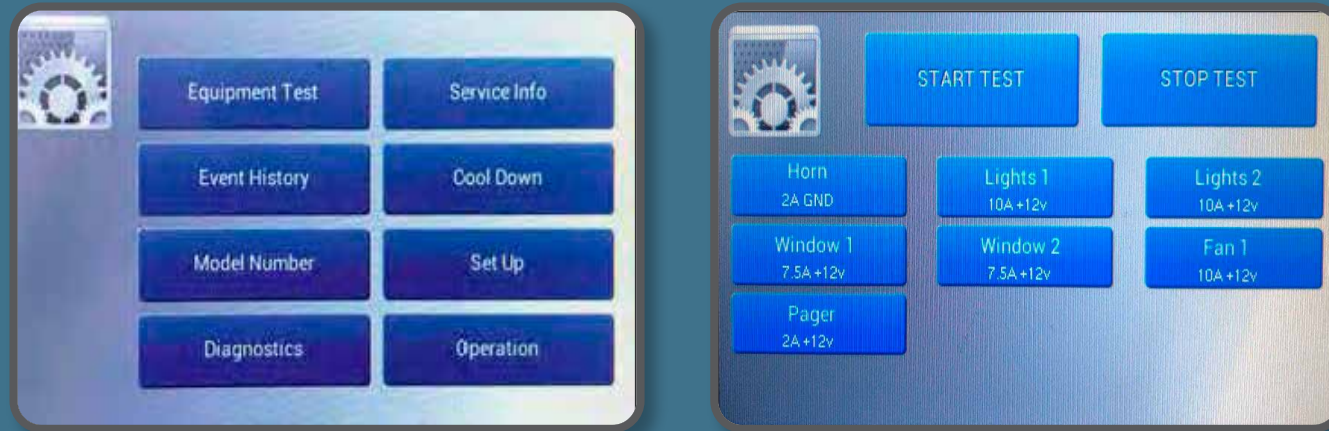 Equipment Test
Service Info
Event History
Cool Down
Model Number
Set Up
Diagnostics
Operation
START TEST
STOP TEST
Horn
2A GND
Lights 1
10A +12v
Lights 2
10A +12v
Window 1
7.5A +12v
Window 2
7.5A +12v
Fan 1
10A +12v
Pager
2A +12v